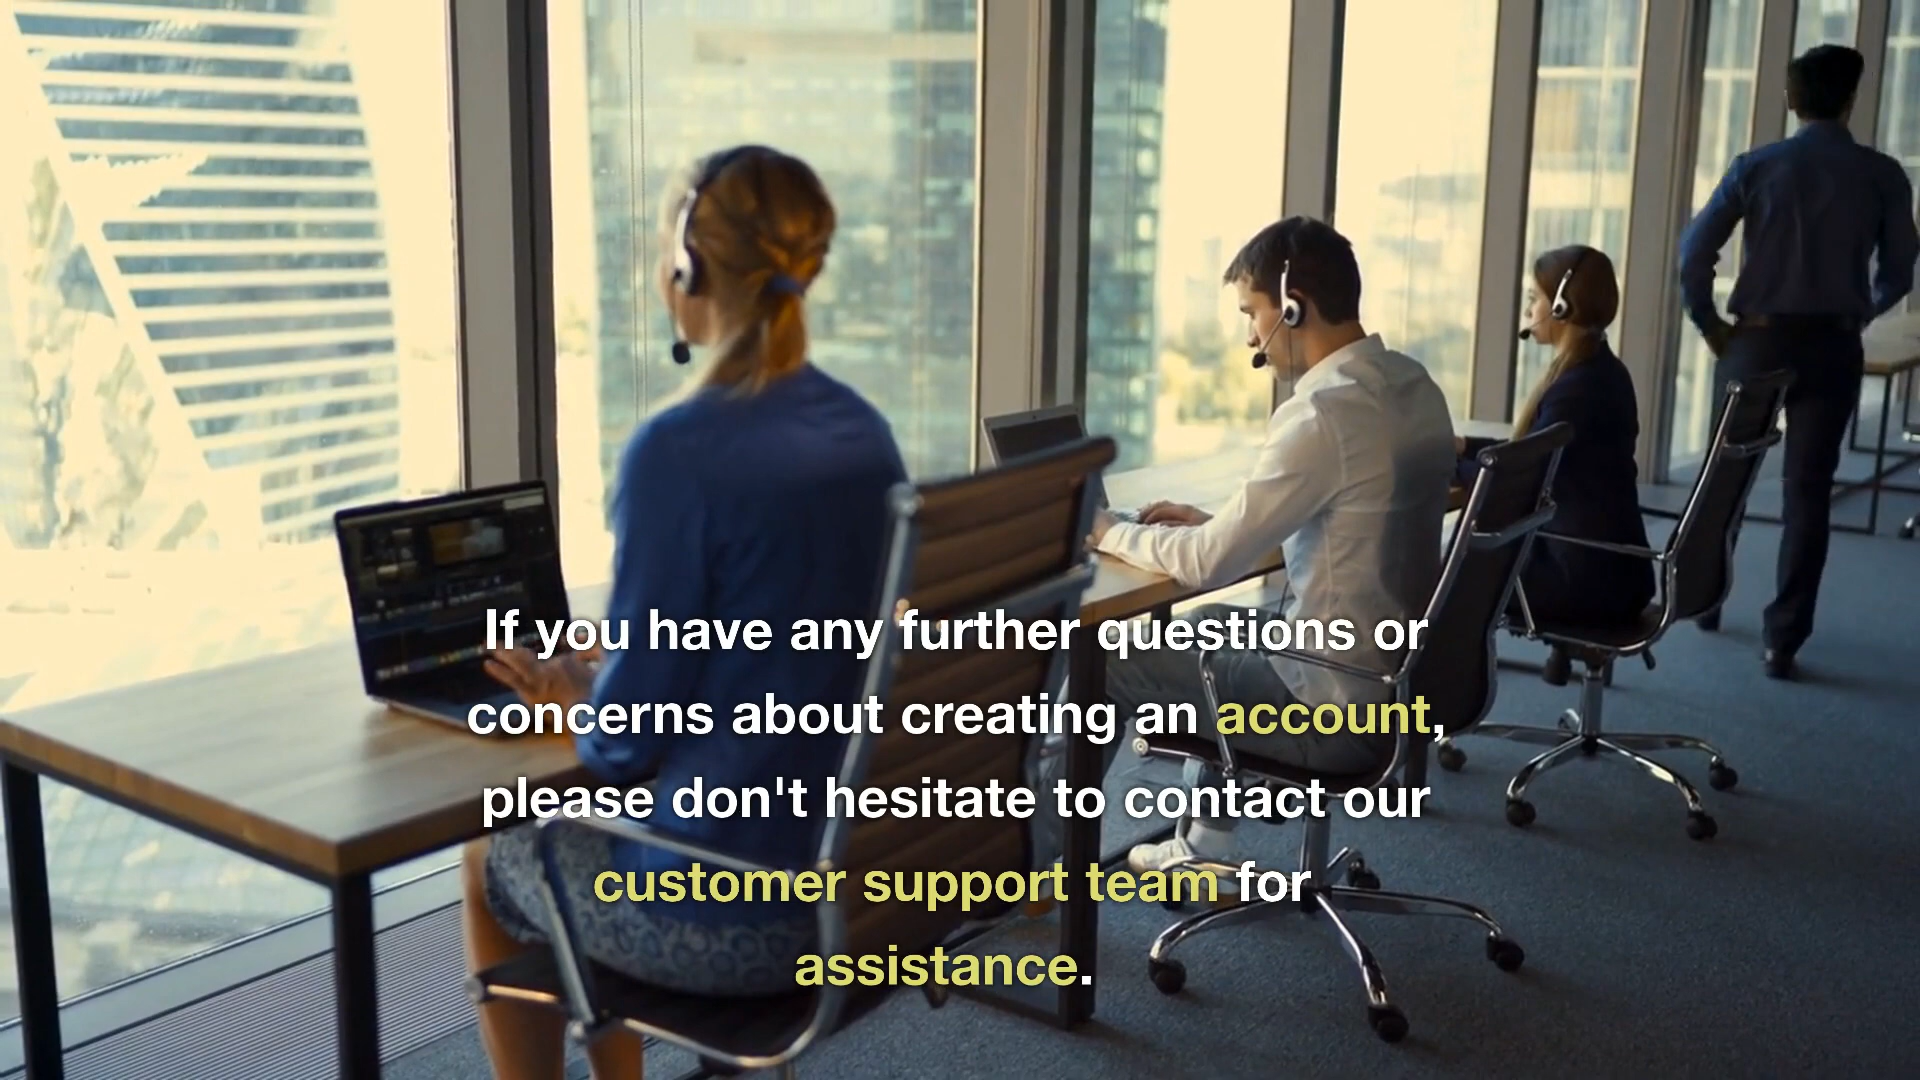 If you have any further questions or
concerns about creating an account,
please don't hesitate to contact our
customer support team for
assistance.